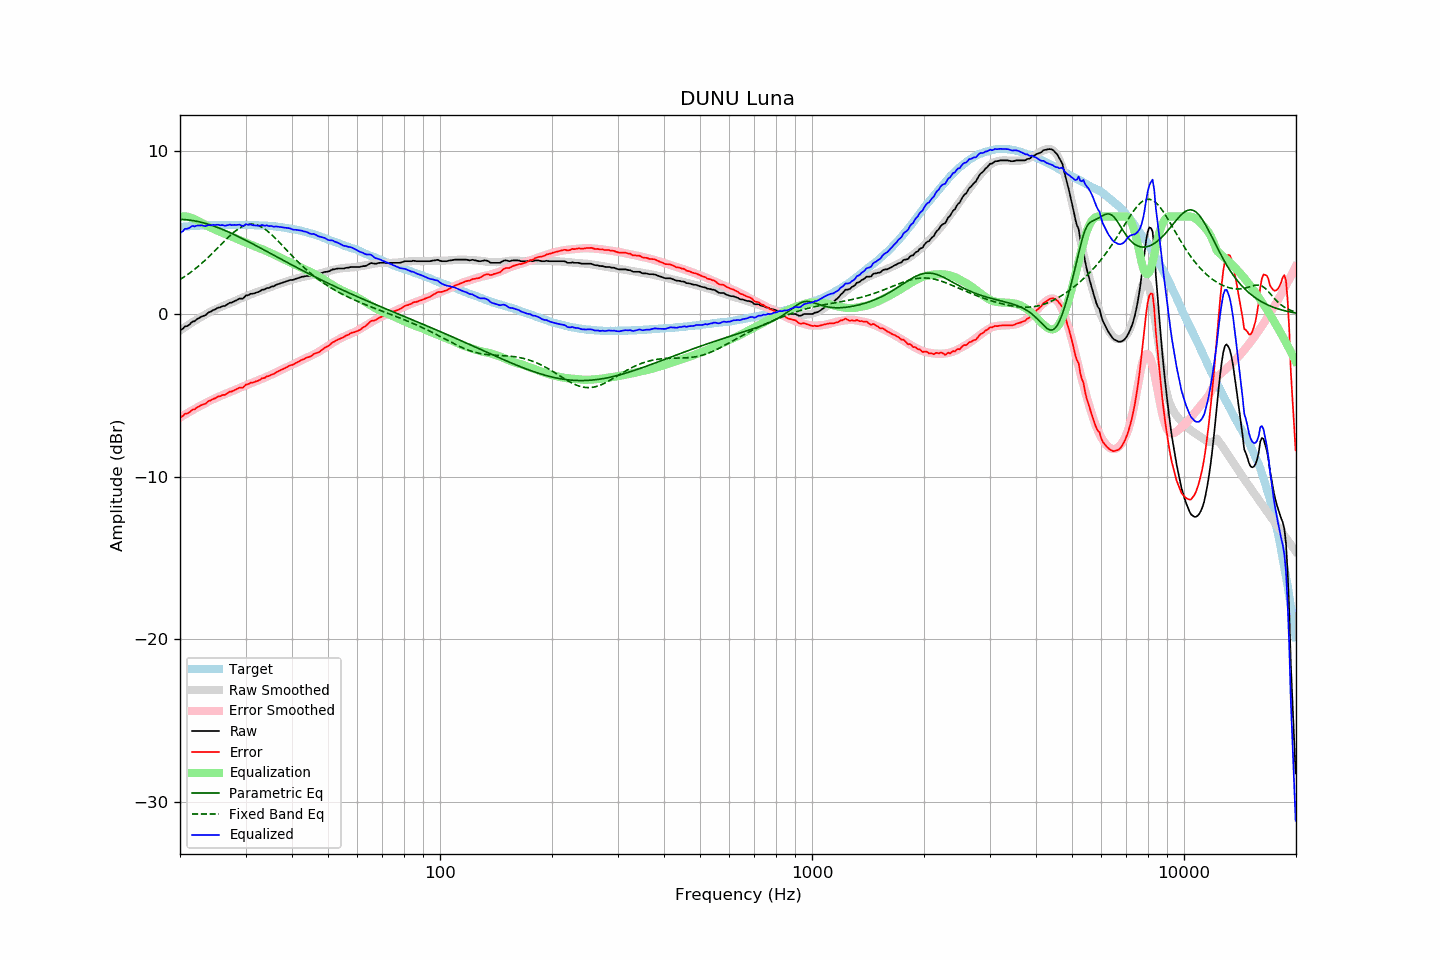 DUNU Luna
10
0
−10
−20
−30
Amplitude (dBr)
100
1000
10000
Frequency (Hz)
Target
Raw Smoothed
Error Smoothed
Raw
Error
Equalization
Parametric Eq
Fixed Band Eq
Equalized